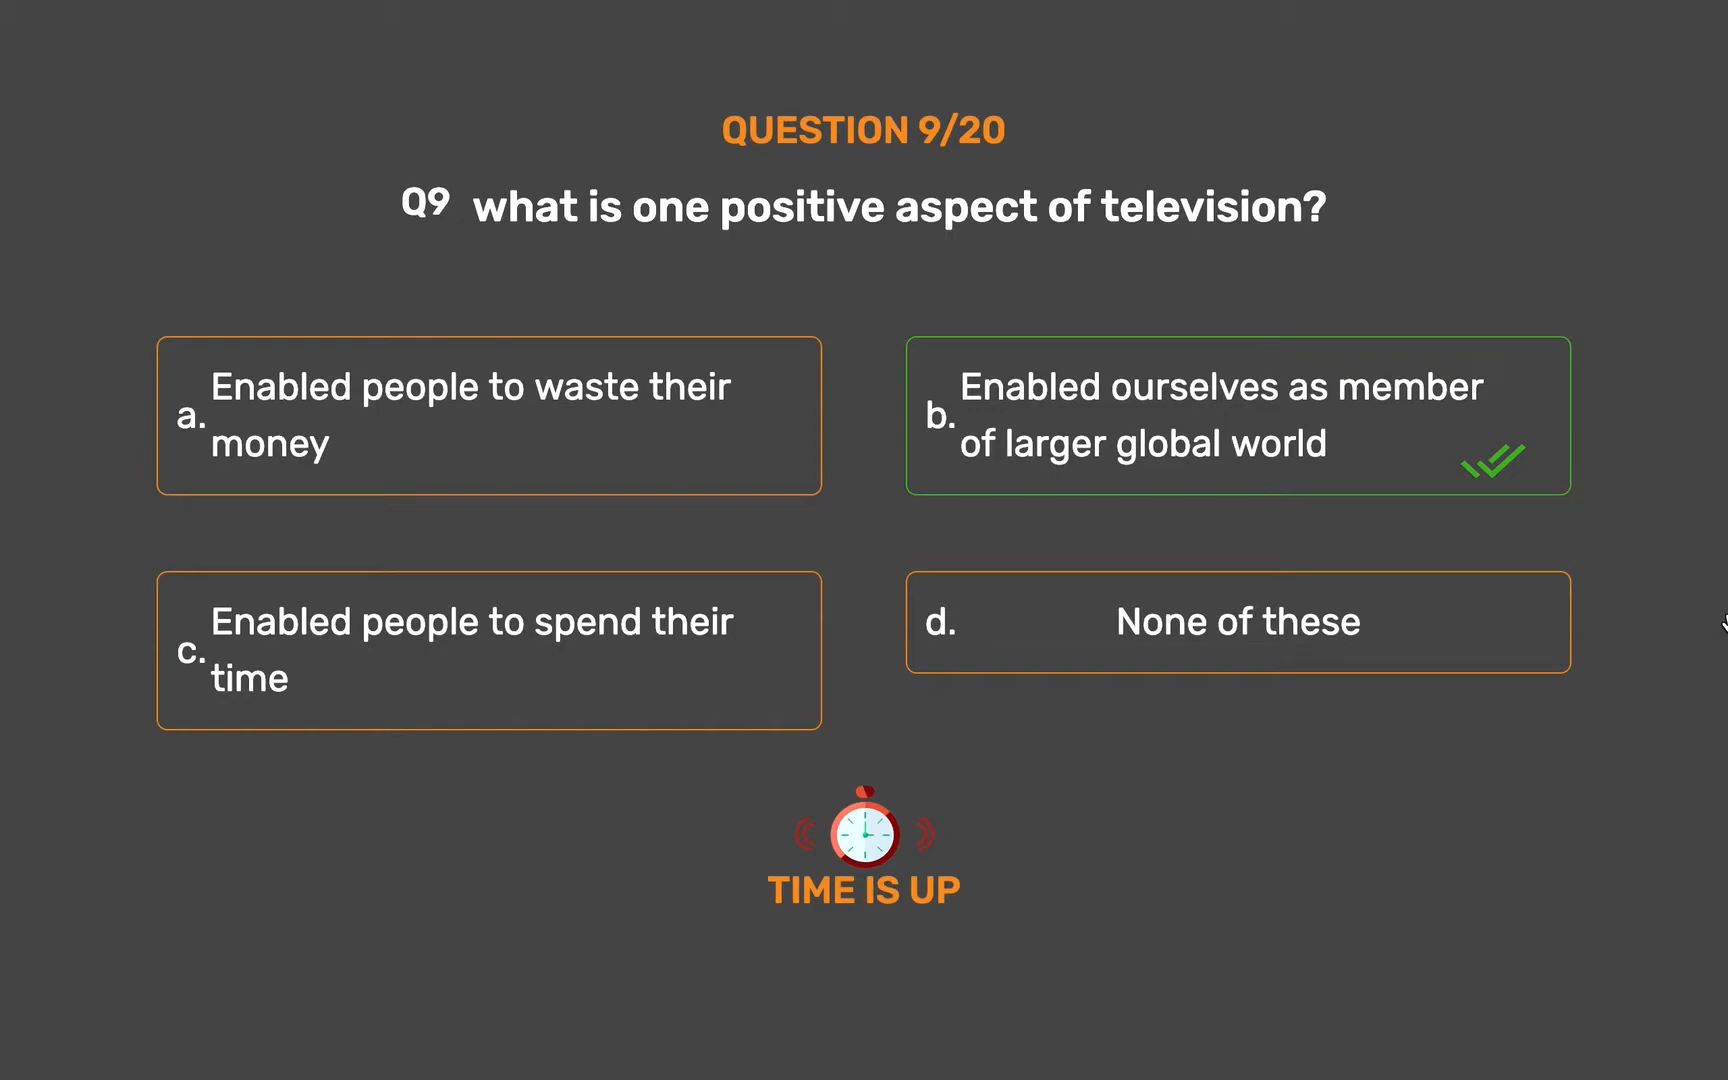 QUESTION 9/20
Q9 what is one positive aspect of television?
a. Enabled people to waste their
money
b. Enabled ourselves as member
of larger global world
c. Enabled people to spend their
time
d. None of these
TIME IS UP